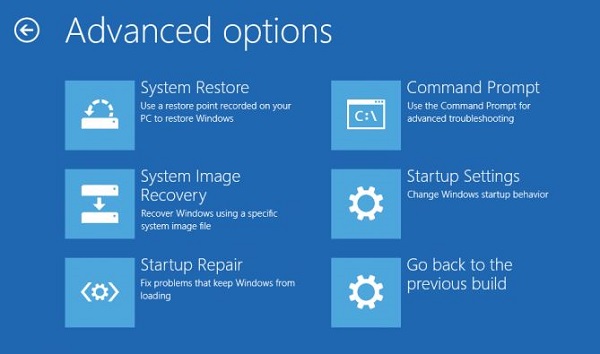 Advanced options
System Restore
Use a restore point recorded on your
PC to restore Windows
System Image
Recovery
Recover Windows using a specific
system image file
Startup Repair
Fix problems that keep Windows from
loading
C:\
Command Prompt
Use the Command Prompt for
advanced troubleshooting
Startup Settings
Change Windows startup behavior
Go back to the
previous build